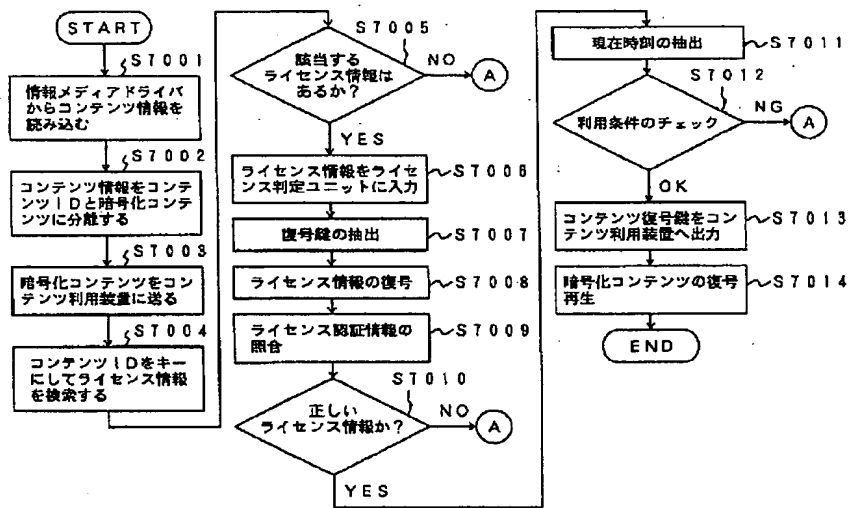 START
S7001
情報メディアドライバ
からコンテンツ情報を
読み込む
S7002
コンテンツ情報をコンテ
ンツIDと暗号化コンテ
ンツに分離する
S7003
暗号化コンテンツをコン
テンツ利用装置に送る
S7004
コンテンツIDをキー
にしてライセンス情報
を検索する
S7005
該当する
ライセンス情報は
あるか？
NO
A
YES
ライセンス情報をライセ
ンス判定ユニットに入力
S7006
復号鍵の抽出
S7007
ライセンス情報の復号
S7008
ライセンス認証情報の
照合
S7009
S7010
正しい
ライセンス情報か？
NO
A
YES
現在時刻の抽出
S7011
S7012
利用条件のチェック
NG
A
OK
コンテンツ復号鍵をコン
テンツ利用装置へ出力
S7013
暗号化コンテンツの復号
再生
S7014
END